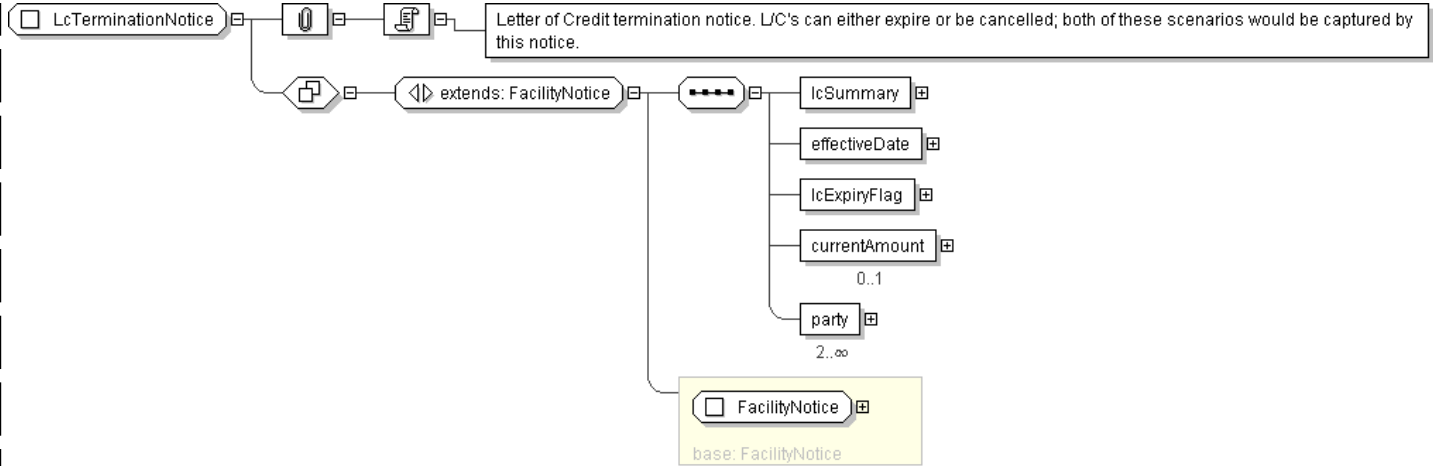 LcTerminationNotice
Letter of Credit termination notice. L/C's can either expire or be cancelled; both of these scenarios would be captured by
this notice.
extends: FacilityNotice
lcSummary
effectiveDate
lcExpiryFlag
currentAmount
0..1
party
2..∞
FacilityNotice
base: FacilityNotice